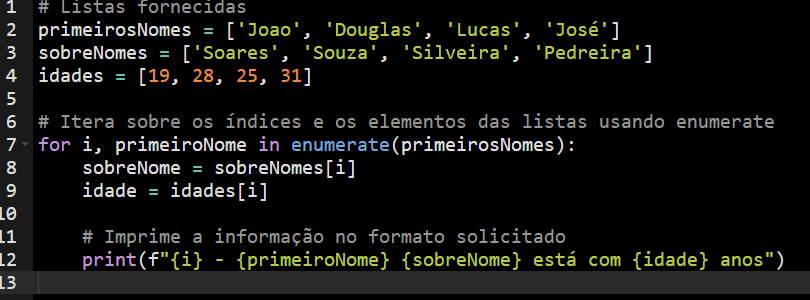 1 # Listas fornecidas
2 primeirosNomes = ['Joao', 'Douglas', 'Lucas', 'José']
3 sobreNomes = ['Soares', 'Souza', 'Silveira', 'Pedreira']
4 idades = [19, 28, 25, 31]
5
6 # Itera sobre os índices e os elementos das listas usando enumerate
7 for i, primeiroNome in enumerate(primeirosNomes):
8     sobreNome = sobreNomes[i]
9     idade = idades[i]
10
11     # Imprime a informação no formato solicitado
12     print(f"{i} - {primeiroNome} {sobreNome} está com {idade} anos")
13